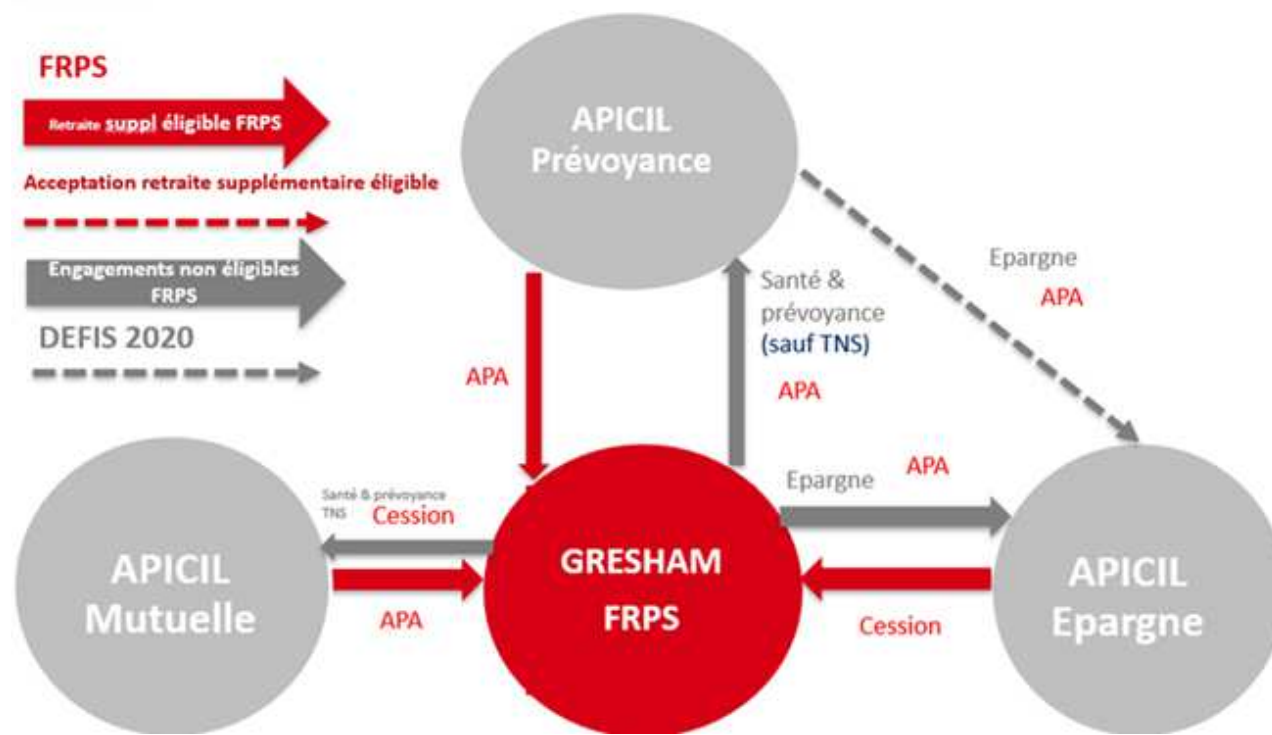 FRPS
Retraite suppl éligible FRPS
Acceptation retraite supplémentaire éligible
Engagements non éligibles
FRPS
DEFIS 2020
APICIL
Prévoyance
Epargne
APA
Santé &
prévoyance
(sauf TNS)
APA
APA
Epargne
APA
Santé & prévoyance
TNS
Cession
APICIL
Mutuelle
APA
GRESHAM
FRPS
Cession
APICIL
Epargne